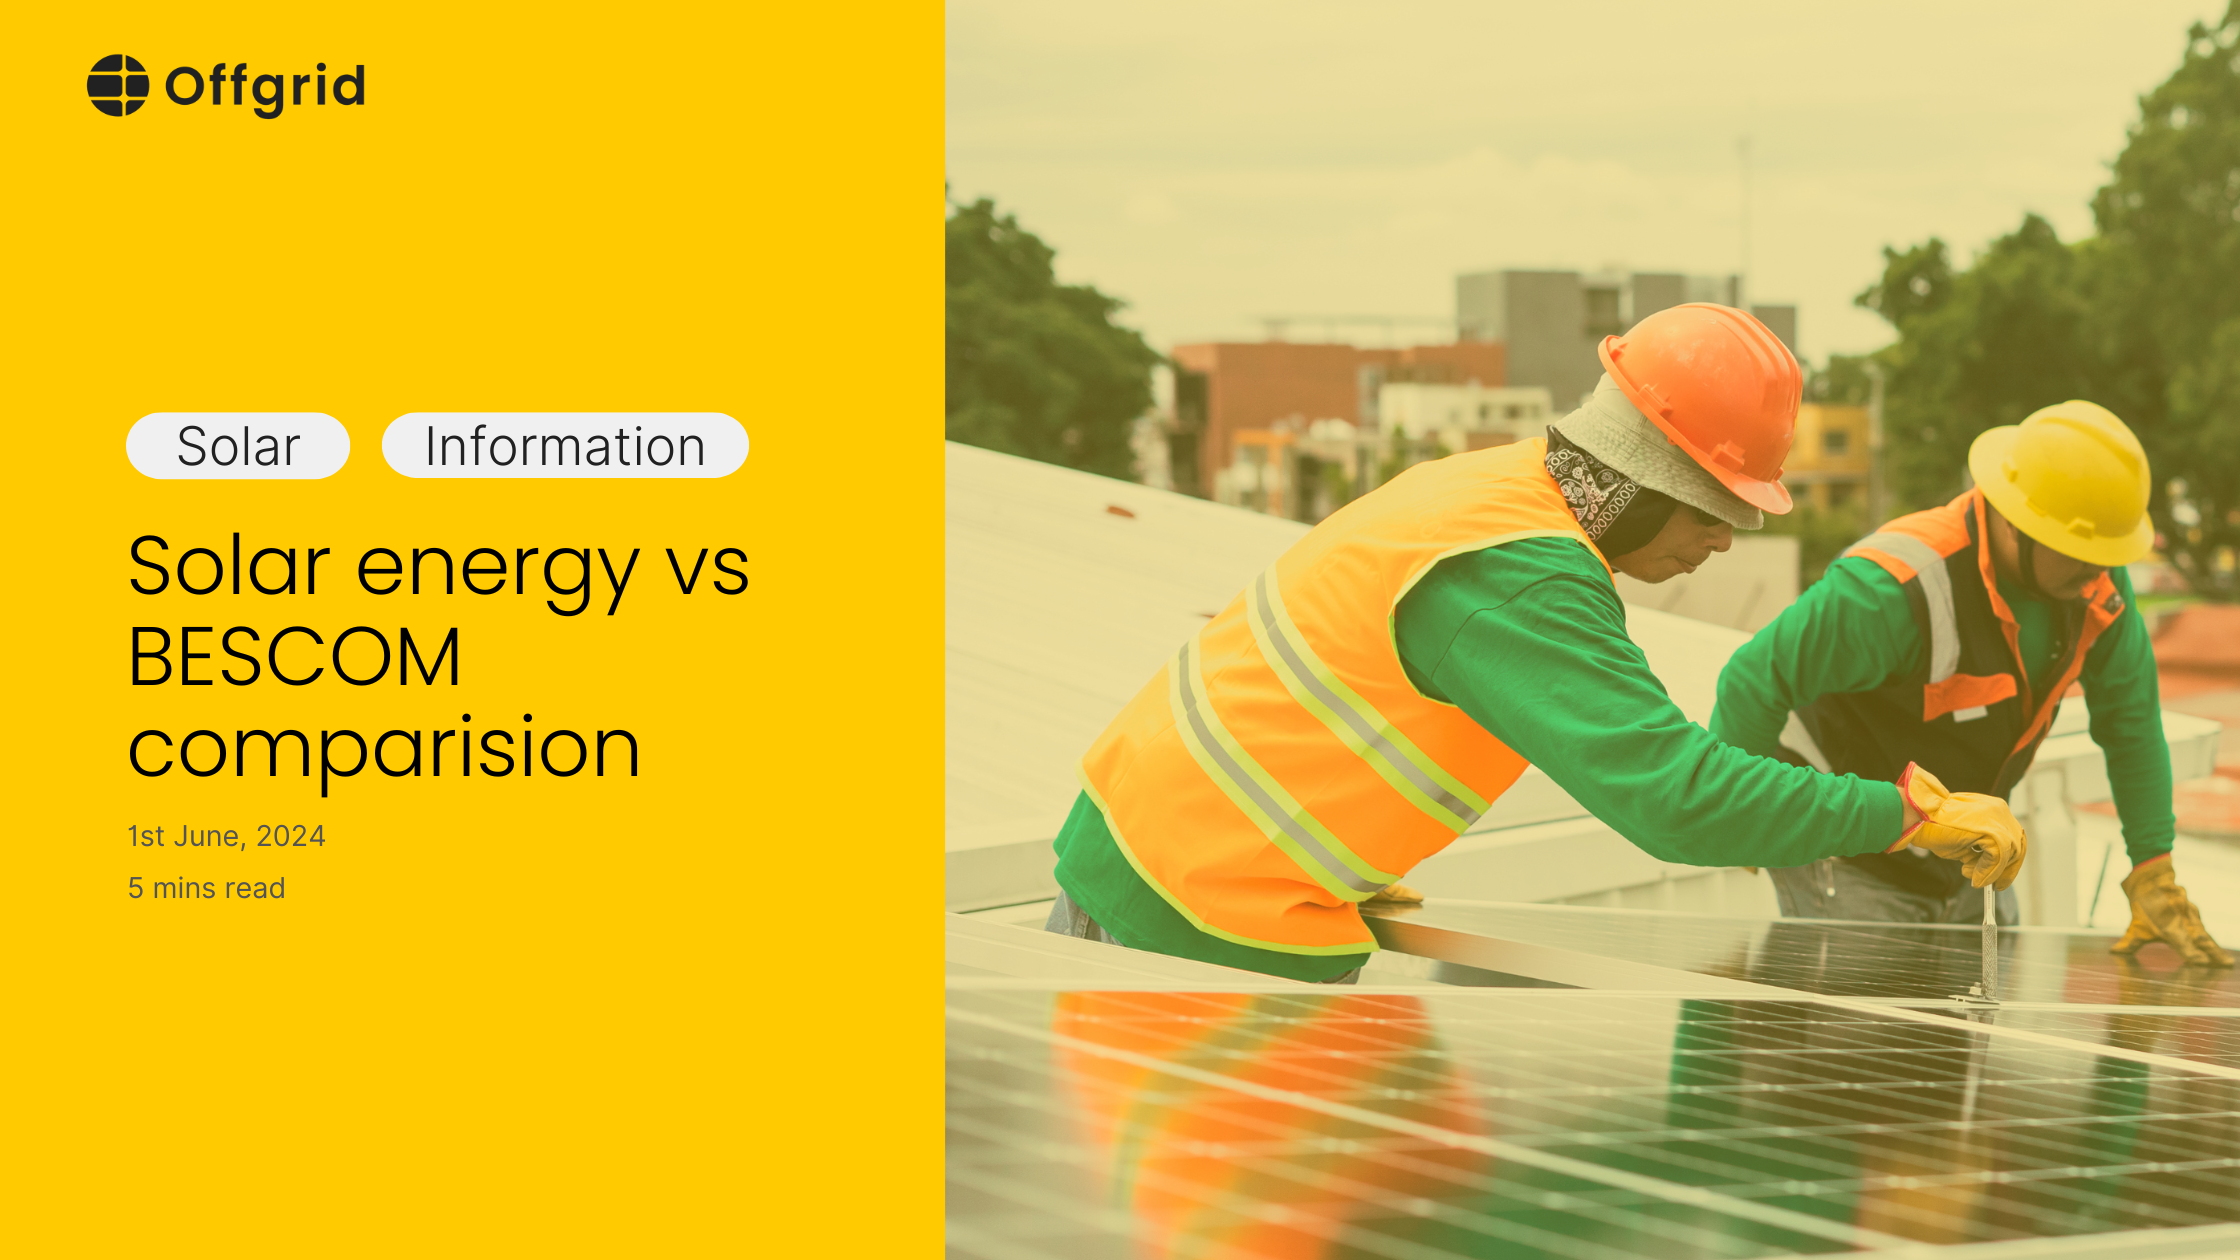 Offgrid
Solar
Information
Solar energy vs
BESCOM
comparision
1st June, 2024
5 mins read